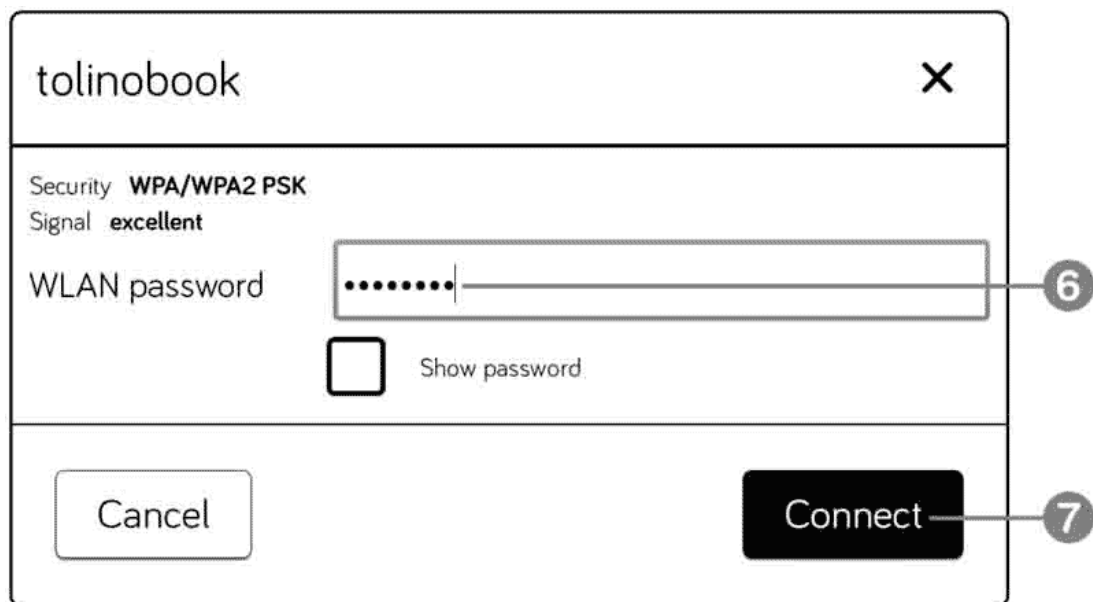 tolinobook
Security WPA/WPA2 PSK
Signal excellent
WLAN password •••••••• 6
Show password
Cancel Connect 7